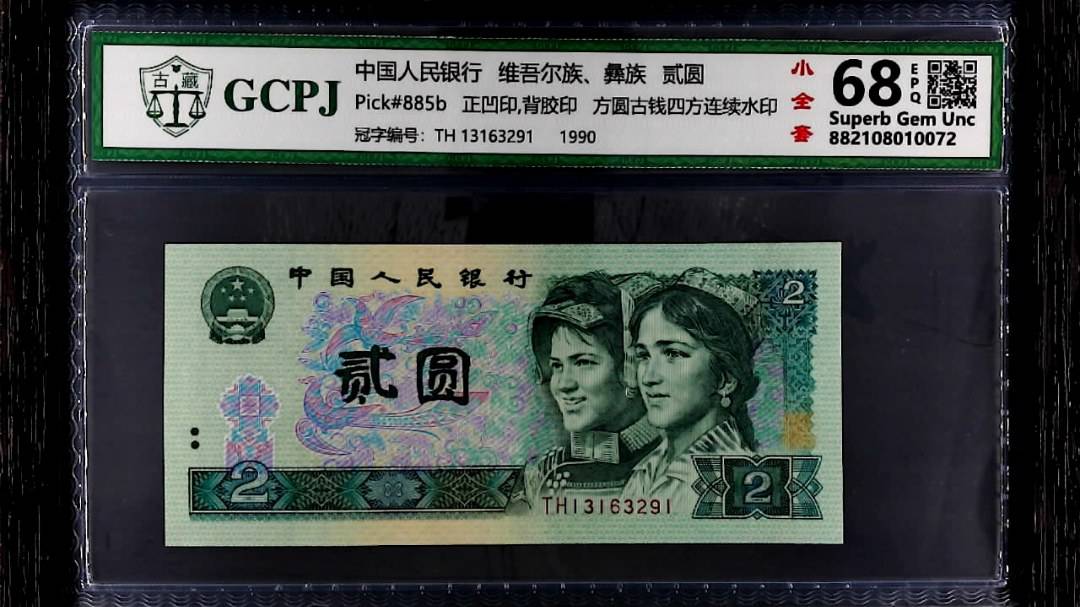 古 藏
GCPJ
中国人民银行 维吾尔族、彝族 贰圆
Pick#885b 正凹印,背胶印 方圆古钱四方连续水印
冠字编号: TH 13163291 1990
小全套
68 EPQ
Superb Gem Unc
882108010072
中国人民银行
2
贰圆
2
TH13163291
2